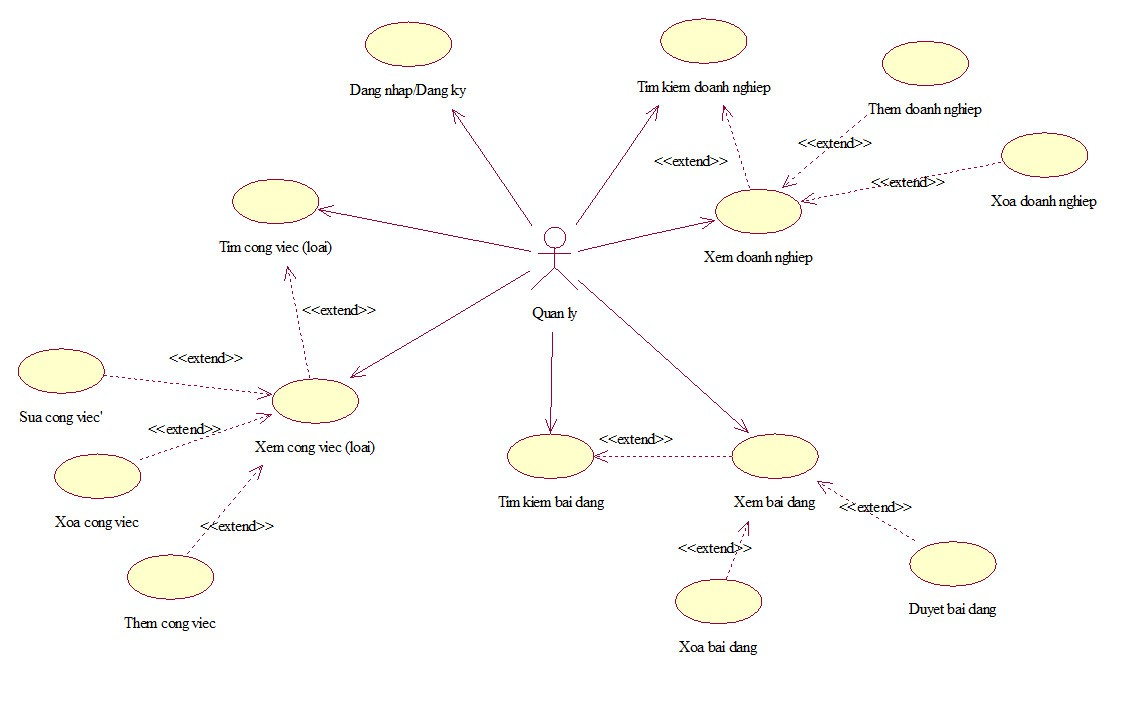 Dang nhap/Dang ky
Tim kiem doanh nghiep
Them doanh nghiep
<<extend>>
<<extend>>
<<extend>>
Xoa doanh nghiep
Tim cong viec (loai)
Xem doanh nghiep
<<extend>>
Quan ly
<<extend>>
Sua cong viec'
<<extend>>
Xem cong viec (loai)
<<extend>>
Tim kiem bai dang
Xem bai dang
<<extend>>
Xoa cong viec
<<extend>>
<<extend>>
Duyet bai dang
Them cong viec
Xoa bai dang